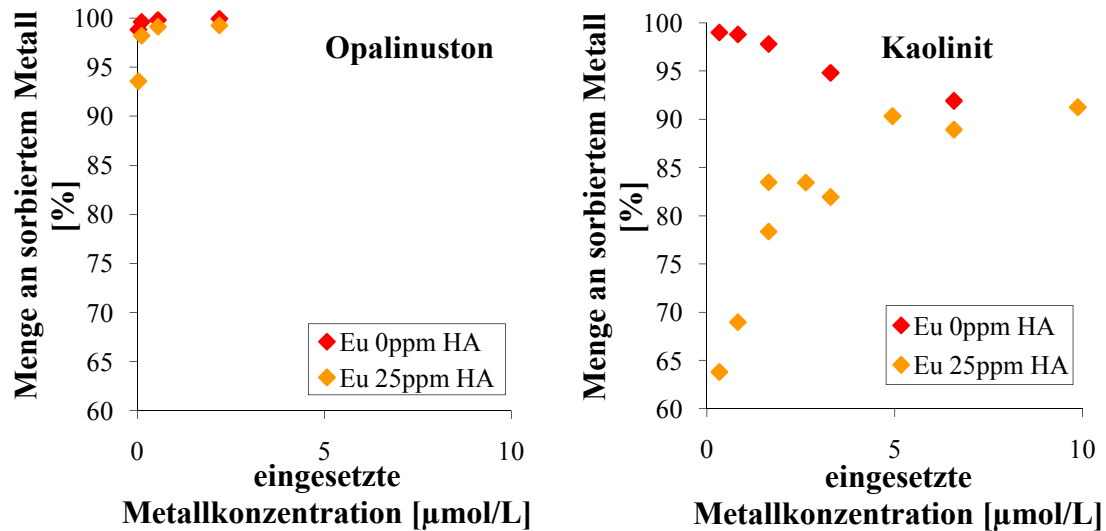 Opalinuston
Menge an sorbiertem Metall
[%]
100
95
90
85
80
75
70
65
60
Eu 0ppm HA
Eu 25ppm HA
0 5 10
eingesetzte
Metallkonzentration [µmol/L]
Kaolinit
Menge an sorbiertem Metall
[%]
100
95
90
85
80
75
70
65
60
Eu 0ppm HA
Eu 25ppm HA
0 5 10
eingesetzte
Metallkonzentration [µmol/L]